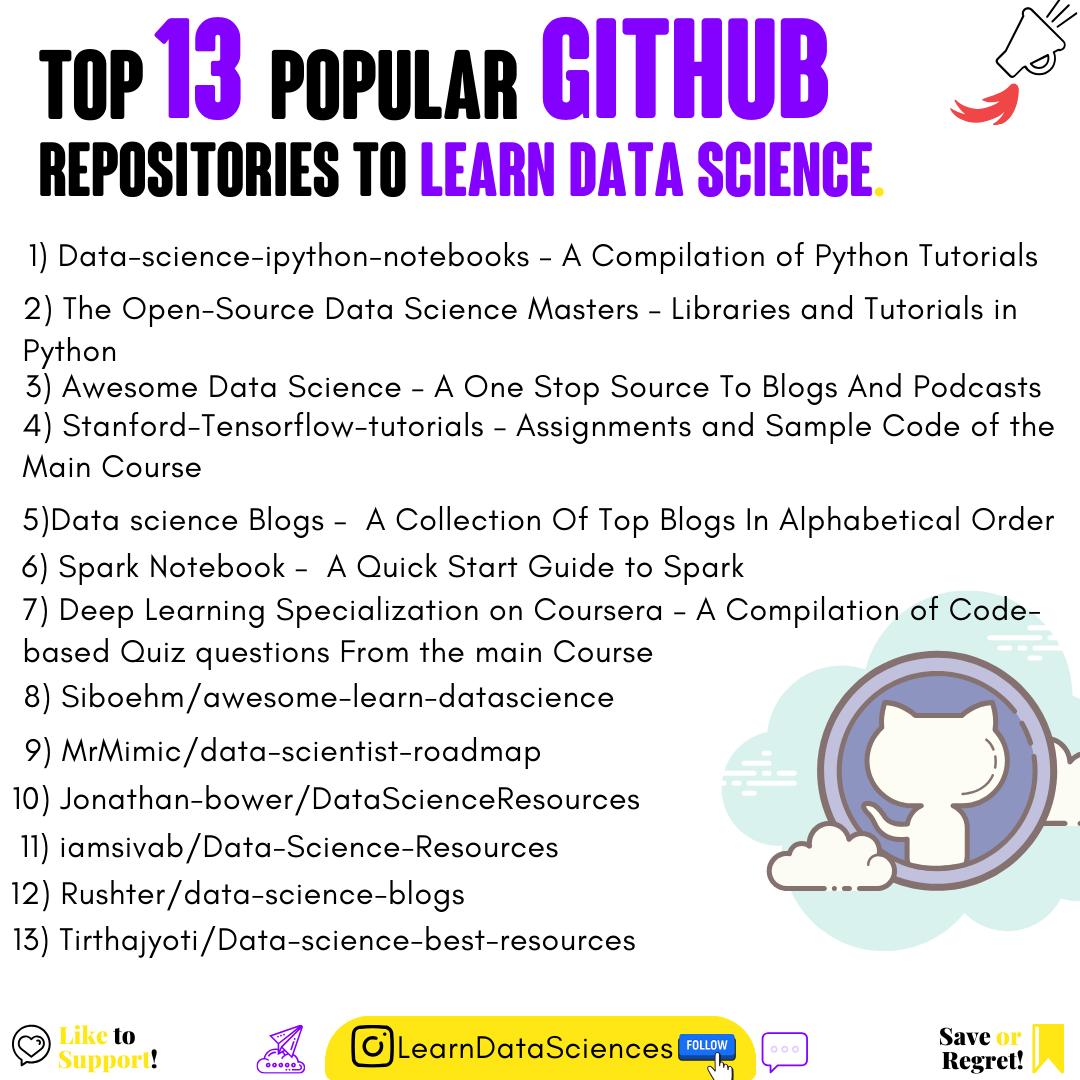 TOP 13 POPULAR GITHUB
REPOSITORIES TO LEARN DATA SCIENCE.
1) Data-science-ipython-notebooks – A Compilation of Python Tutorials
2) The Open-Source Data Science Masters – Libraries and Tutorials in
Python
3) Awesome Data Science – A One Stop Source To Blogs And Podcasts
4) Stanford-Tensorflow-tutorials – Assignments and Sample Code of the
Main Course
5)Data science Blogs –  A Collection Of Top Blogs In Alphabetical Order
6) Spark Notebook –  A Quick Start Guide to Spark
7) Deep Learning Specialization on Coursera – A Compilation of Code-
based Quiz questions From the main Course
8) Siboehm/awesome-learn-datascience
9) MrMimic/data-scientist-roadmap
10) Jonathan-bower/DataScienceResources
11) iamsivab/Data-Science-Resources
12) Rushter/data-science-blogs
13) Tirthajyoti/Data-science-best-resources
Like to
Support!
LearnDataSciences
FOLLOW
Save or
Regret!